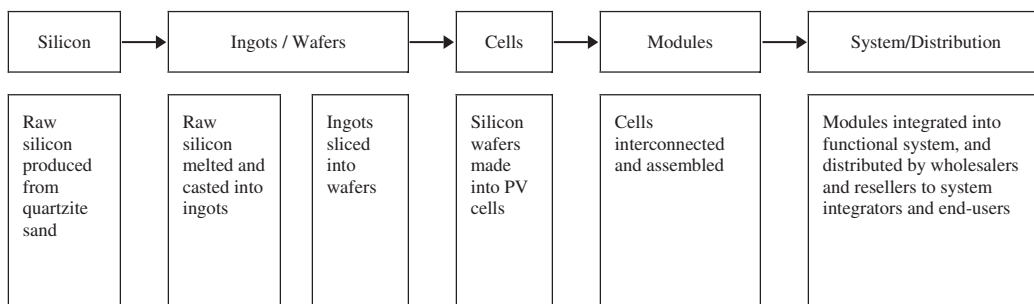 Silicon
Ingots / Wafers
Cells
Modules
System/Distribution
Raw
silicon
produced
from
quartzite
sand
Raw
silicon
melted and
casted into
ingots
Ingots
sliced
into
wafers
Silicon
wafers
made
into PV
cells
Cells
interconnected
and assembled
Modules integrated into
functional system, and
distributed by wholesalers
and resellers to system
integrators and end-users